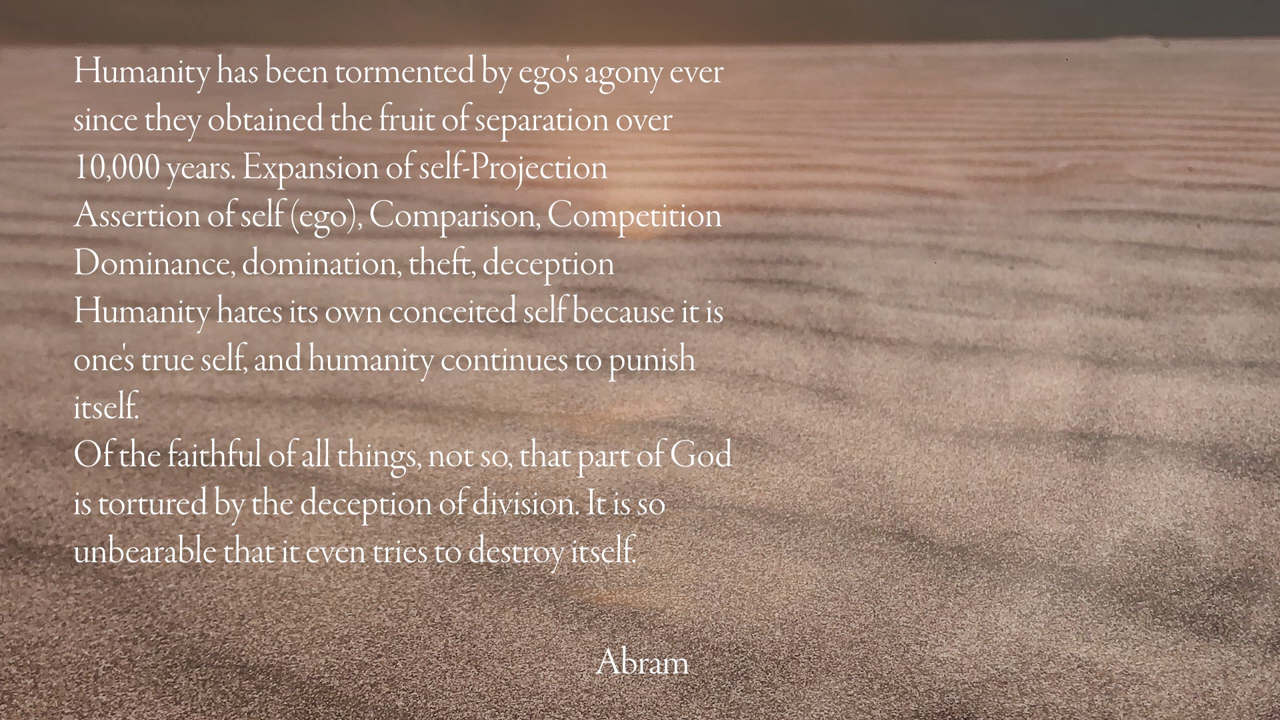 Humanity has been tormented by ego's agony ever
since they obtained the fruit of separation over
10,000 years. Expansion of self-Projection
Assertion of self (ego), Comparison, Competition
Dominance, domination, theft, deception
Humanity hates its own conceited self because it is
one's true self, and humanity continues to punish
itself.
Of the faithful of all things, not so, that part of God
is tortured by the deception of division. It is so
unbearable that it even tries to destroy itself.
Abram